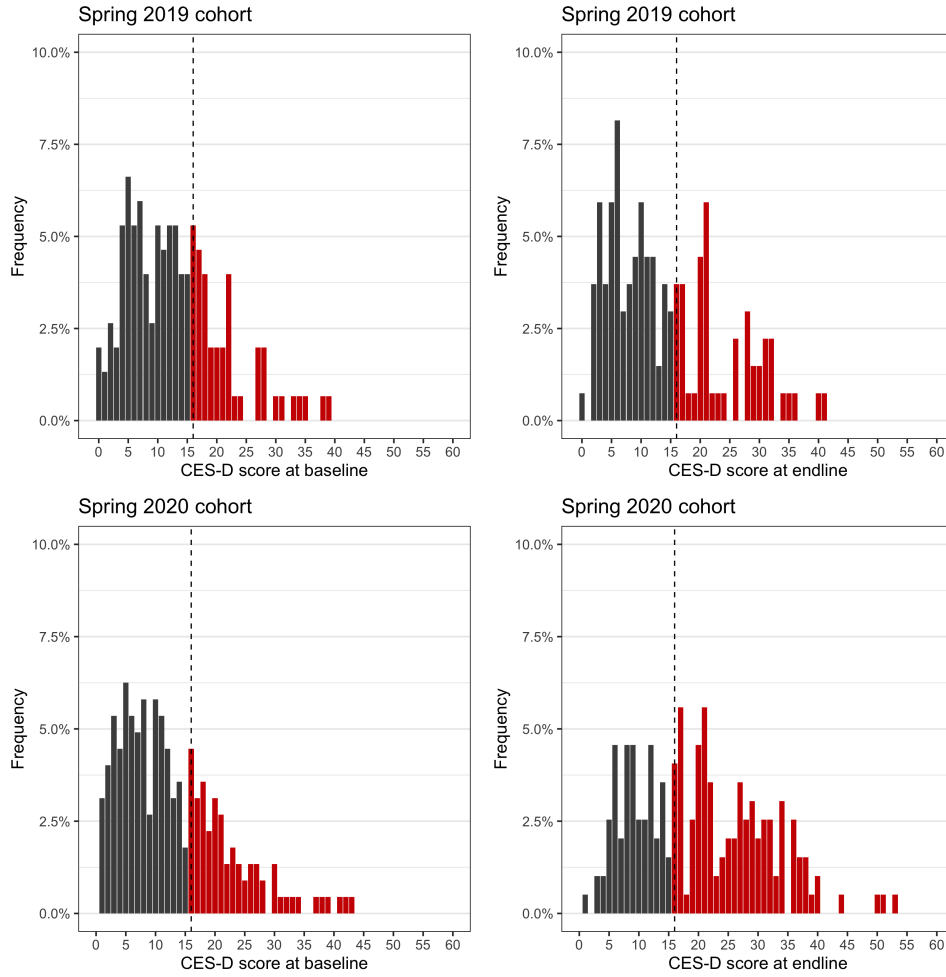 Spring 2019 cohort
10.0%
7.5%
5.0%
2.5%
0.0%
Frequency
0 5 10 15 20 25 30 35 40 45 50 55 60
CES-D score at baseline
Spring 2019 cohort
10.0%
7.5%
5.0%
2.5%
0.0%
Frequency
0 5 10 15 20 25 30 35 40 45 50 55 60
CES-D score at endline
Spring 2020 cohort
10.0%
7.5%
5.0%
2.5%
0.0%
Frequency
0 5 10 15 20 25 30 35 40 45 50 55 60
CES-D score at baseline
Spring 2020 cohort
10.0%
7.5%
5.0%
2.5%
0.0%
Frequency
0 5 10 15 20 25 30 35 40 45 50 55 60
CES-D score at endline